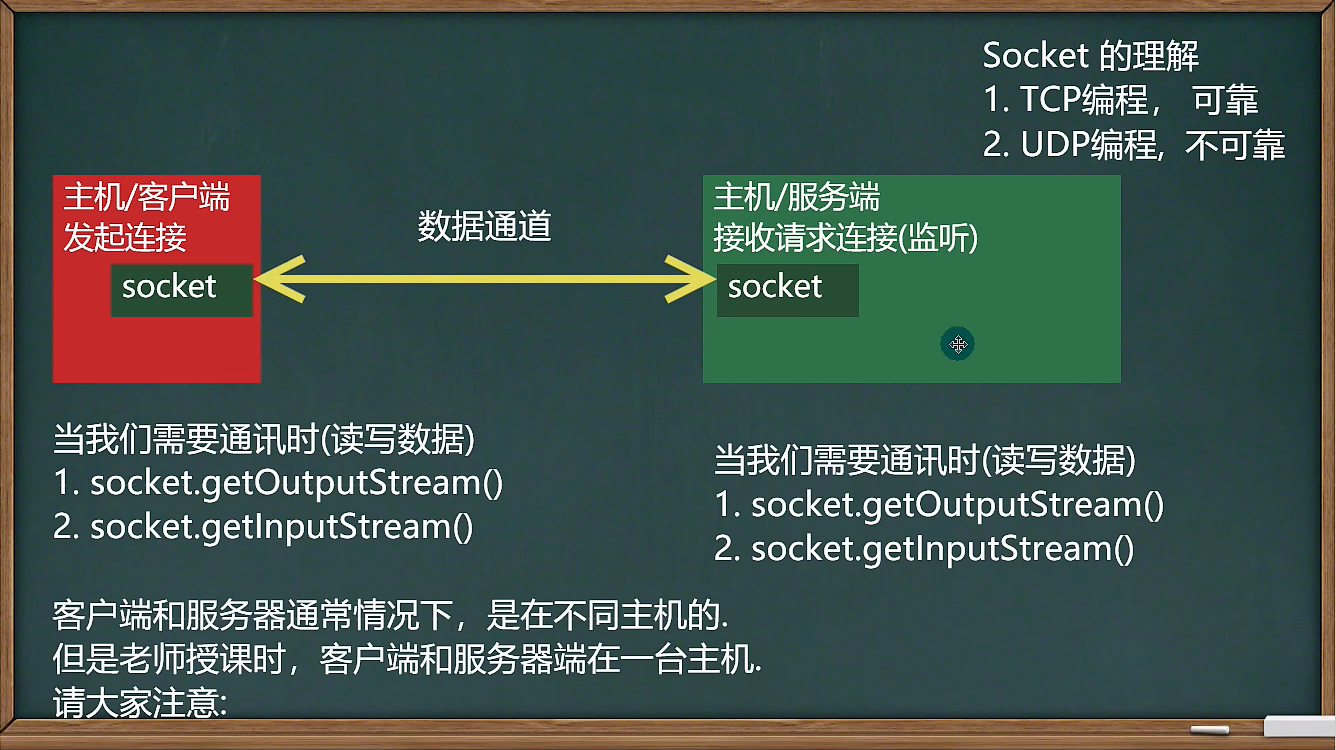 Socket 的理解
1. TCP编程， 可靠
2. UDP编程, 不可靠
主机/客户端
发起连接
socket
数据通道
主机/服务端
接收请求连接(监听)
socket
当我们需要通讯时(读写数据)
1. socket.getOutputStream()
2. socket.getInputStream()
当我们需要通讯时(读写数据)
1. socket.getOutputStream()
2. socket.getInputStream()
客户端和服务器通常情况下，是在不同主机的.
但是老师授课时，客户端和服务器端在一台主机.
请大家注意: